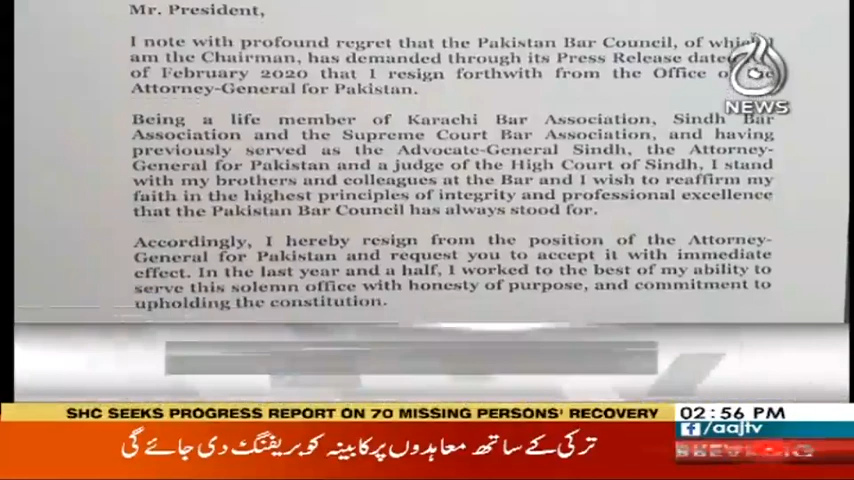 Mr. President,
I note with profound regret that the Pakistan Bar Council, of which I
am the Chairman, has demanded through its Press Release dated
of February 2020 that I resign forthwith from the Office of the
Attorney-General for Pakistan.
Being a life member of Karachi Bar Association, Sindh Bar
Association and the Supreme Court Bar Association, and having
previously served as the Advocate-General Sindh, the Attorney-
General for Pakistan and a judge of the High Court of Sindh, I stand
with my brothers and colleagues at the Bar and I wish to reaffirm my
faith in the highest principles of integrity and professional excellence
that the Pakistan Bar Council has always stood for.
Accordingly, I hereby resign from the position of the Attorney-
General for Pakistan and request you to accept it with immediate
effect. In the last year and a half, I worked to the best of my ability to
serve this solemn office with honesty of purpose, and commitment to
upholding the constitution.
آج
NEWS
SHC SEEKS PROGRESS REPORT ON 70 MISSING PERSONS' RECOVERY
02:56 PM
f/aajtv
ترکی کے ساتھ معاہدوں پر کابینہ کو بریفنگ دی جائے گی